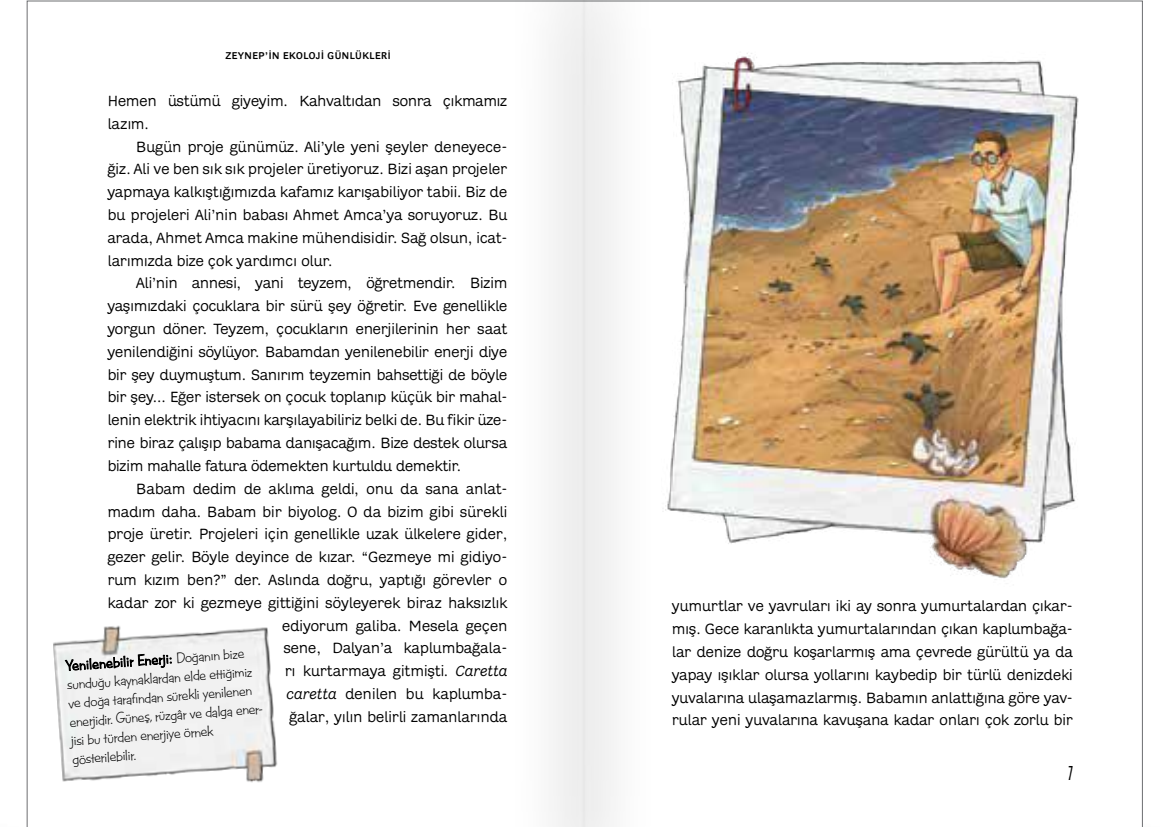 ZEYNEP'İN EKOLOJİ GÜNLÜKLERİ
Hemen üstümü giyeyim. Kahvaltıdan sonra çıkmamız
lazım.
Bugün proje günümüz. Ali’yle yeni şeyler deneyece-
ğiz. Ali ve ben sık sık projeler üretiyoruz. Bizi aşan projeler
yapmaya kalkıştığımızda kafamız karışabiliyor tabii. Biz de
bu projeleri Ali’nin babası Ahmet Amca’ya soruyoruz. Bu
arada, Ahmet Amca makine mühendisidir. Sağ olsun, icat-
larımızda bize çok yardımcı olur.
Ali’nin annesi, yani teyzem, öğretmendir. Bizim
yaşımızdaki çocuklara bir sürü şey öğretir. Eve genellikle
yorgun döner. Teyzem, çocukların enerjilerinin her saat
yenilendiğini söylüyor. Babamdan yenilenebilir enerji diye
bir şey duymuştum. Sanırım teyzemin bahsettiği de böyle
bir şey... Eğer istersek on çocuk toplanıp küçük bir mahal-
lenin elektrik ihtiyacını karşılayabiliriz belki de. Bu fikir üze-
rine biraz çalışıp babama danışacağım. Bize destek olursa
bizim mahalle fatura ödemekten kurtuldu demektir.
Babam dedim de aklıma geldi, onu da sana anlat-
madım daha. Babam bir biyolog. O da bizim gibi sürekli
proje üretir. Projeleri için genellikle uzak ülkelere gider,
gezer gelir. Böyle deyince de kızar. “Gezmeye mi gidiyo-
rum kızım ben?” der. Aslında doğru, yaptığı görevler o
kadar zor ki gezmeye gittiğini söyleyerek biraz haksızlık
ediyorum galiba. Mesela geçen
sene, Dalyan’a kaplumbağala-
rı kurtarmaya gitmişti. Caretta
caretta denilen bu kaplumba-
ğalar, yılın belirli zamanlarında
Yenilenebilir Enerji: Doğanın bize
sunduğu kaynaklardan elde ettiğimiz
ve doğa tarafından sürekli yenilenen
enerjidir. Güneş, rüzgâr ve dalga ener-
jisi bu türden enerjiye örnek
gösterilebilir.
yumurtlar ve yavruları iki ay sonra yumurtalardan çıkar-
mış. Gece karanlıkta yumurtalarından çıkan kaplumbağa-
lar denize doğru koşarlarmış ama çevrede gürültü ya da
yapay ışıklar olursa yollarını kaybedip bir türlü denizdeki
yuvalarına ulaşamazlarmış. Babamın anlattığına göre yav-
rular yeni yuvalarına kavuşana kadar onları çok zorlu bir
7